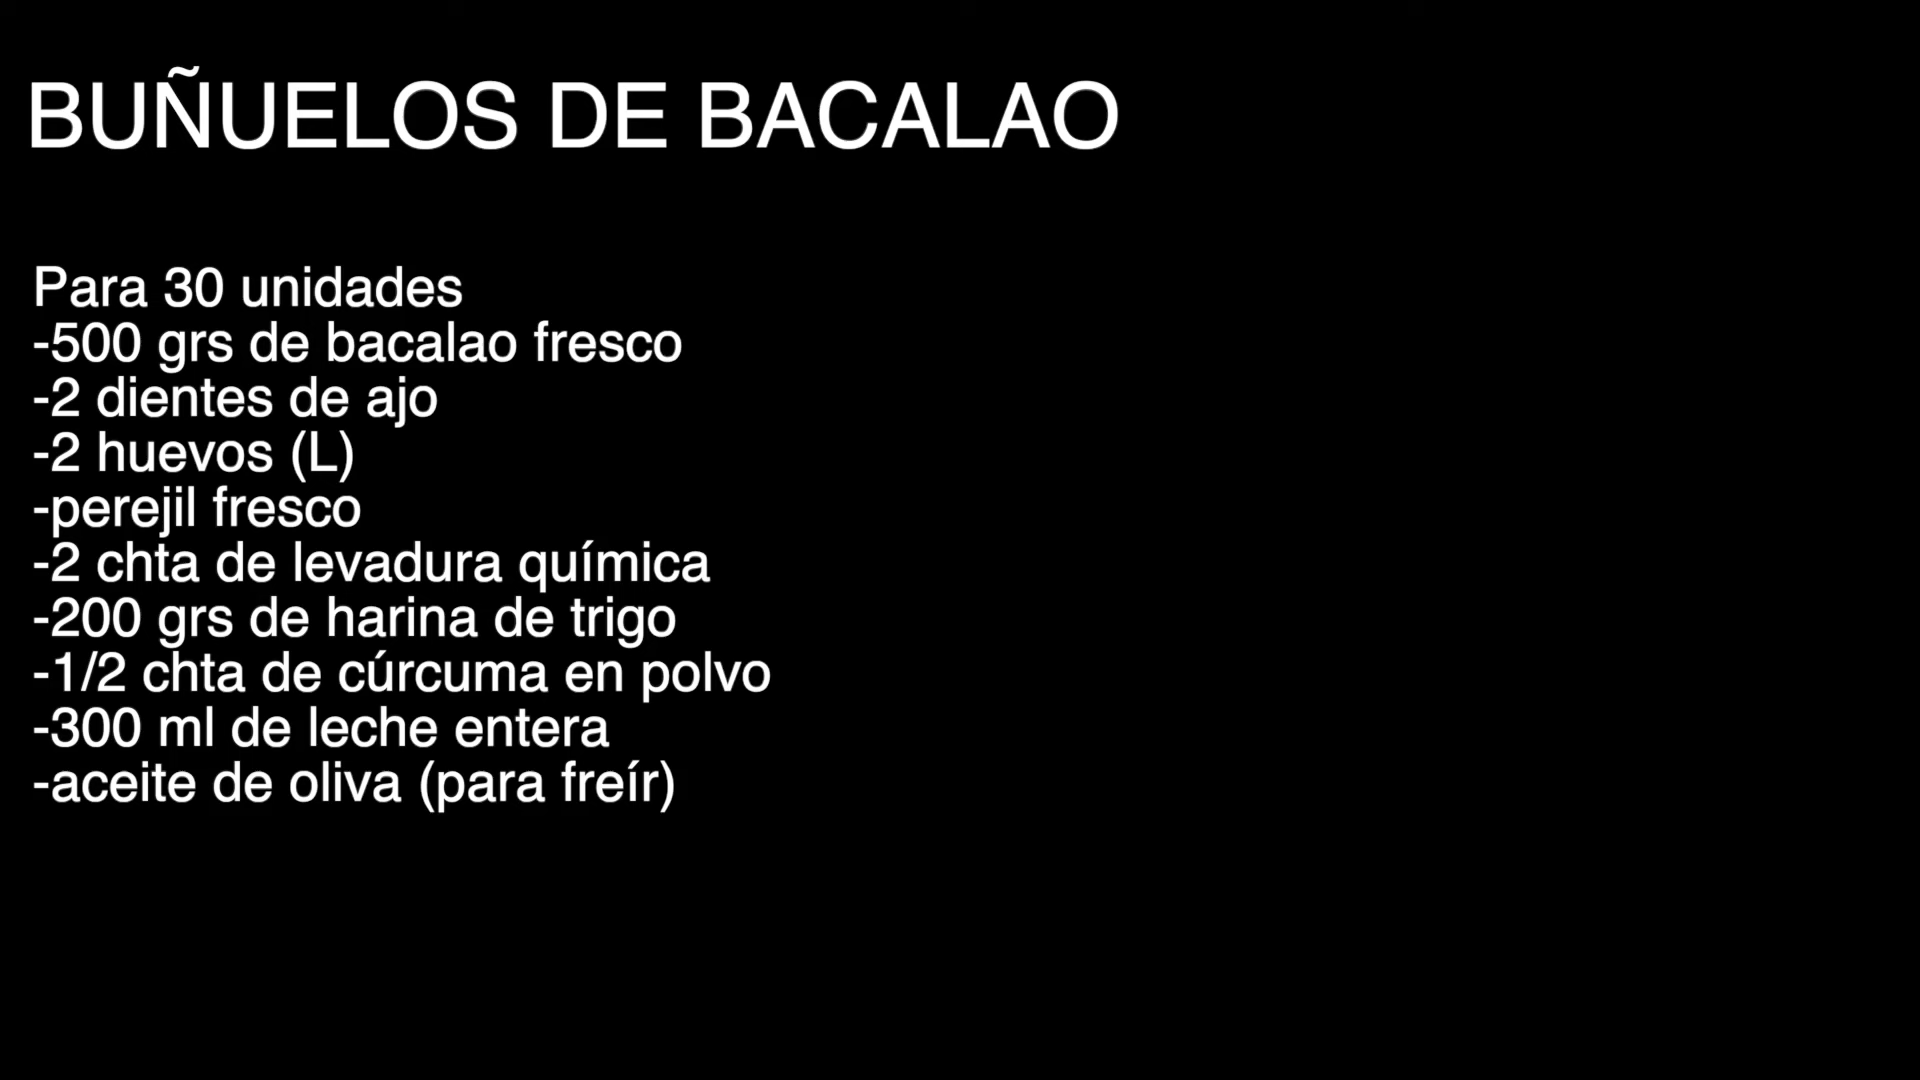 BUÑUELOS DE BACALAO
Para 30 unidades
-500 grs de bacalao fresco
-2 dientes de ajo
-2 huevos (L)
-perejil fresco
-2 chta de levadura química
-200 grs de harina de trigo
-1/2 chta de cúrcuma en polvo
-300 ml de leche entera
-aceite de oliva (para freír)